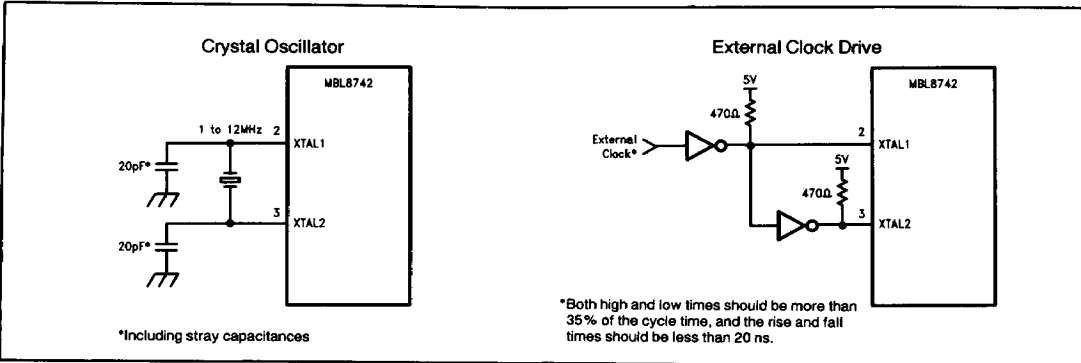 Crystal Oscillator
MBL8742
1 to 12MHz 2
XTAL1
20pF*
3
XTAL2
20pF*
*Including stray capacitances
External Clock Drive
5V
MBL8742
470Ω
External
Clock*
2
XTAL1
5V
470Ω
3
XTAL2
*Both high and low times should be more than
35% of the cycle time, and the rise and fall
times should be less than 20 ns.